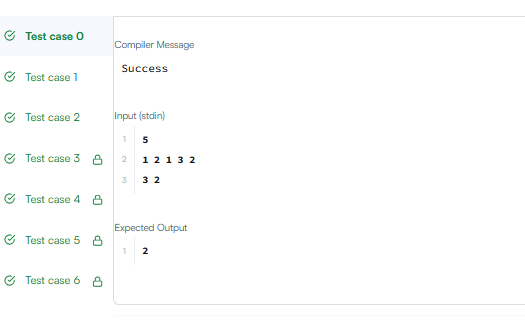 Test case 0
Test case 1
Test case 2
Test case 3
Test case 4
Test case 5
Test case 6
Compiler Message
Success
Input (stdin)
1 5
2 1 2 1 3 2
3 3 2
Expected Output
1 2